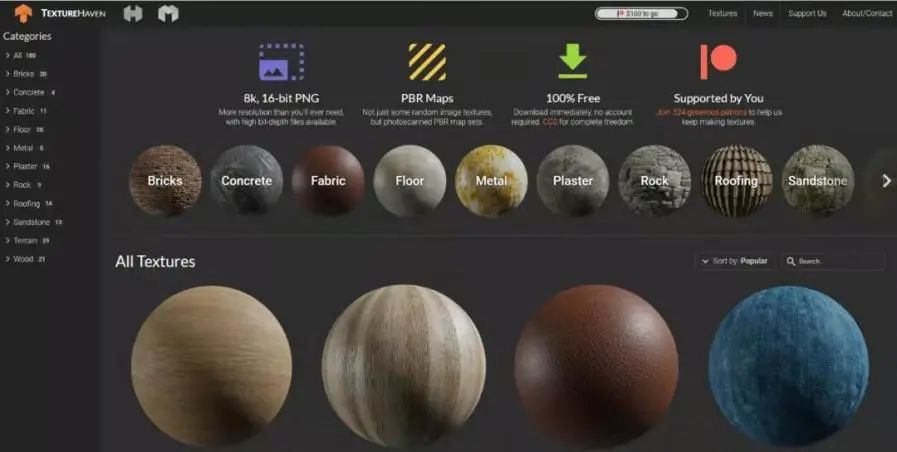 TEXTUREHAVEN
$100 to go
Textures
News
Support Us
About/Contact
Categories
All 180
Bricks 20
Concrete 4
Fabric 11
Floor 28
Metal 5
Plaster 16
Rock 9
Roofing 14
Sandstone 13
Terrain 39
Wood 21
8k, 16-bit PNG
More resolution than you'll ever need,
with high bit-depth files available.
PBR Maps
Not just some random image textures,
but photoscanned PBR map sets.
100% Free
Download immediately, no account
required. CC0 for complete freedom.
Supported by You
Join 324 generous patrons to help us
keep making textures
Bricks
Concrete
Fabric
Floor
Metal
Plaster
Rock
Roofing
Sandstone
All Textures
Sort by: Popular
Search...